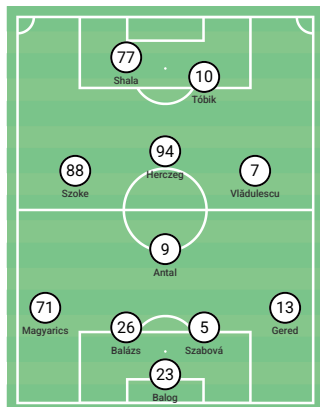 77
Shala
10
Tóbik
94
Herczeg
88
Szoke
7
Vlădulescu
9
Antal
71
Magyarics
13
Gered
26
Balázs
5
Szabová
23
Balog